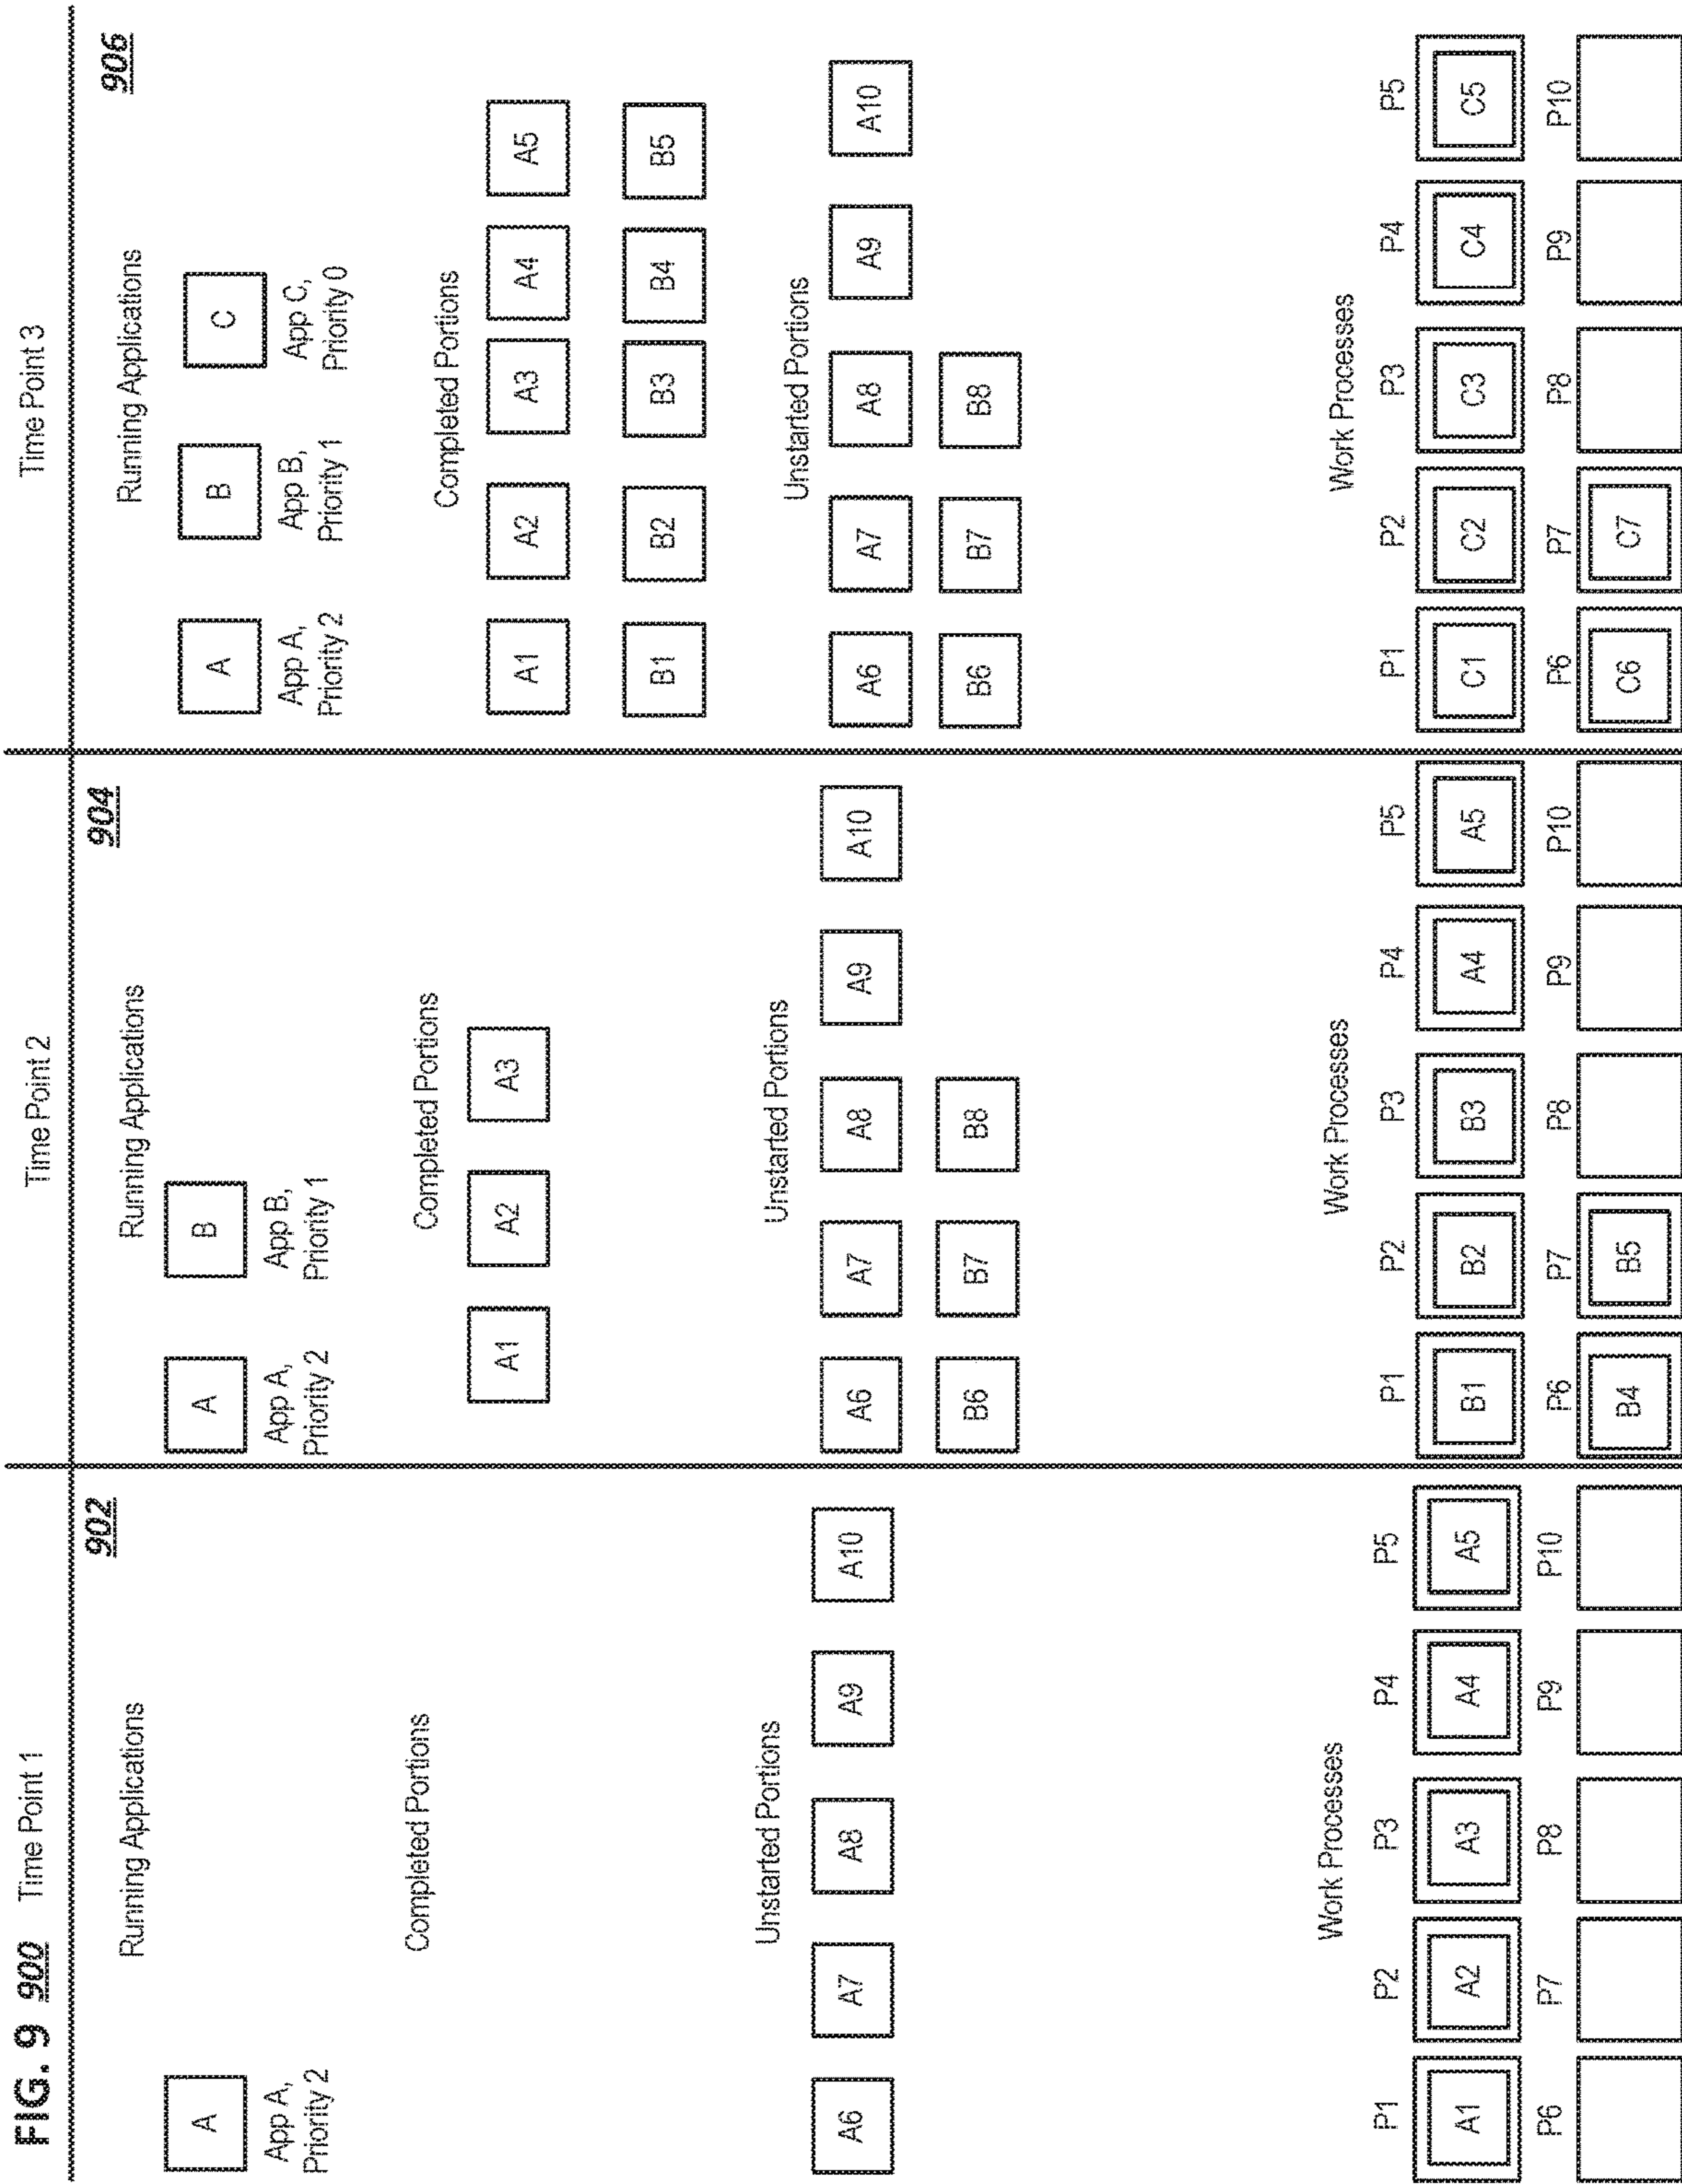 FIG. 9 900
Time Point 1
902
Running Applications
A
App A,
Priority 2
Completed Portions
Unstarted Portions
A6 A7 A8 A9 A10
Work Processes
P1 P2 P3 P4 P5
A1 A2 A3 A4 A5
P6 P7 P8 P9 P10
Time Point 2
904
Running Applications
A B
App A, App B,
Priority 2 Priority 1
Completed Portions
A1 A2 A3
Unstarted Portions
A6 A7 A8 A9 A10
B6 B7 B8
Work Processes
P1 P2 P3 P4 P5
B1 B2 B3 A4 A5
P6 P7 P8 P9 P10
B4 B5
Time Point 3
906
Running Applications
A B C
App A, App B, App C,
Priority 2 Priority 1 Priority 0
Completed Portions
A1 A2 A3 A4 A5
B1 B2 B3 B4 B5
Unstarted Portions
A6 A7 A8 A9 A10
B6 B7 B8
Work Processes
P1 P2 P3 P4 P5
C1 C2 C3 C4 C5
P6 P7 P8 P9 P10
C6 C7